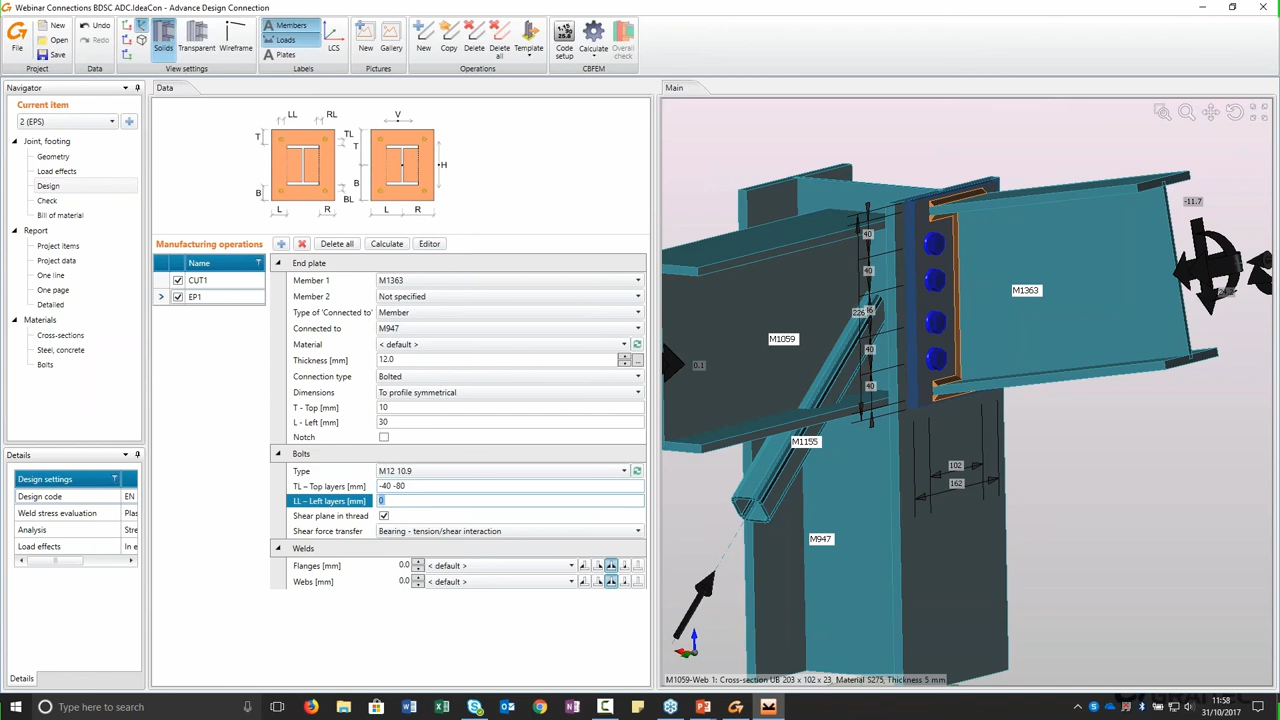 Webinar Connections BDSC ADC.IdeaCon - Advance Design Connection
File
New
Open
Save
Project
Undo
Redo
Data
Solids
Transparent
Wireframe
View settings
Members
Loads
Plates
LCS
Labels
New
Gallery
Pictures
New
Copy
Delete
Delete all
Template
Operations
Code setup
Calculate
Overall check
CBFEM
Navigator
Current item
2 (EPS)
Joint, footing
Geometry
Load effects
Design
Check
Bill of material
Report
Project items
Project data
One line
One page
Detailed
Materials
Cross-sections
Steel, concrete
Bolts
Details
Design settings
Design code EN
Weld stress evaluation Plas
Analysis Stre
Load effects In e
Details
Data
LL RL V
T TL T
H
B BL B
L R L R
Manufacturing operations Delete all Calculate Editor
Name
CUT1
EP1
End plate
Member 1 M1363
Member 2 Not specified
Type of 'Connected to' Member
Connected to M947
Material < default >
Thickness [mm] 12.0
Connection type Bolted
Dimensions To profile symmetrical
T - Top [mm] 10
L - Left [mm] 30
Notch
Bolts
Type M12 10.9
TL – Top layers [mm] -40 -80
LL – Left layers [mm] 0
Shear plane in thread
Shear force transfer Bearing - tension/shear interaction
Welds
Flanges [mm] 0.0 < default >
Webs [mm] 0.0 < default >
Main
-11.7
40
40
M1363
226
M1059
40
0.1
40
M1155
102
162
M947
M1059-Web 1: Cross-section UB 203 x 102 x 23, Material S275, Thickness 5 mm
Type here to search
11:58
31/10/2017